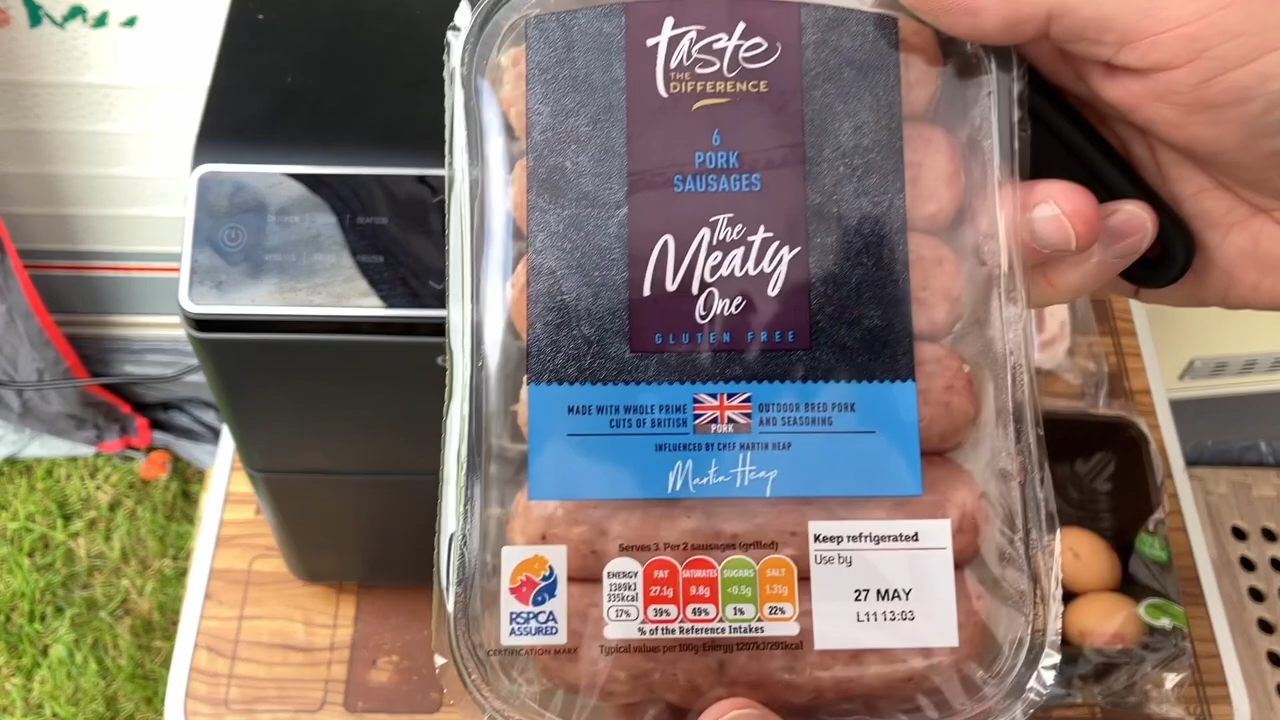 taste
THE
DIFFERENCE
6
PORK
SAUSAGES
The
Meaty
One
GLUTEN FREE
MADE WITH WHOLE PRIME
CUTS OF BRITISH
PORK
OUTDOOR BRED PORK
AND SEASONING
INFLUENCED BY CHEF MARTIN HEAP
Martin Heap
RSPCA
ASSURED
CERTIFICATION MARK
Serves 3. Per 2 sausages (grilled)
ENERGY
1389kJ
335kcal
17%
FAT
27.1g
39%
SATURATES
9.8g
49%
SUGARS
<0.5g
1%
SALT
1.31g
22%
% of the Reference Intakes
Typical values per 100g: Energy 1207kJ/291kcal
Keep refrigerated
Use by
27 MAY
L11 13:03